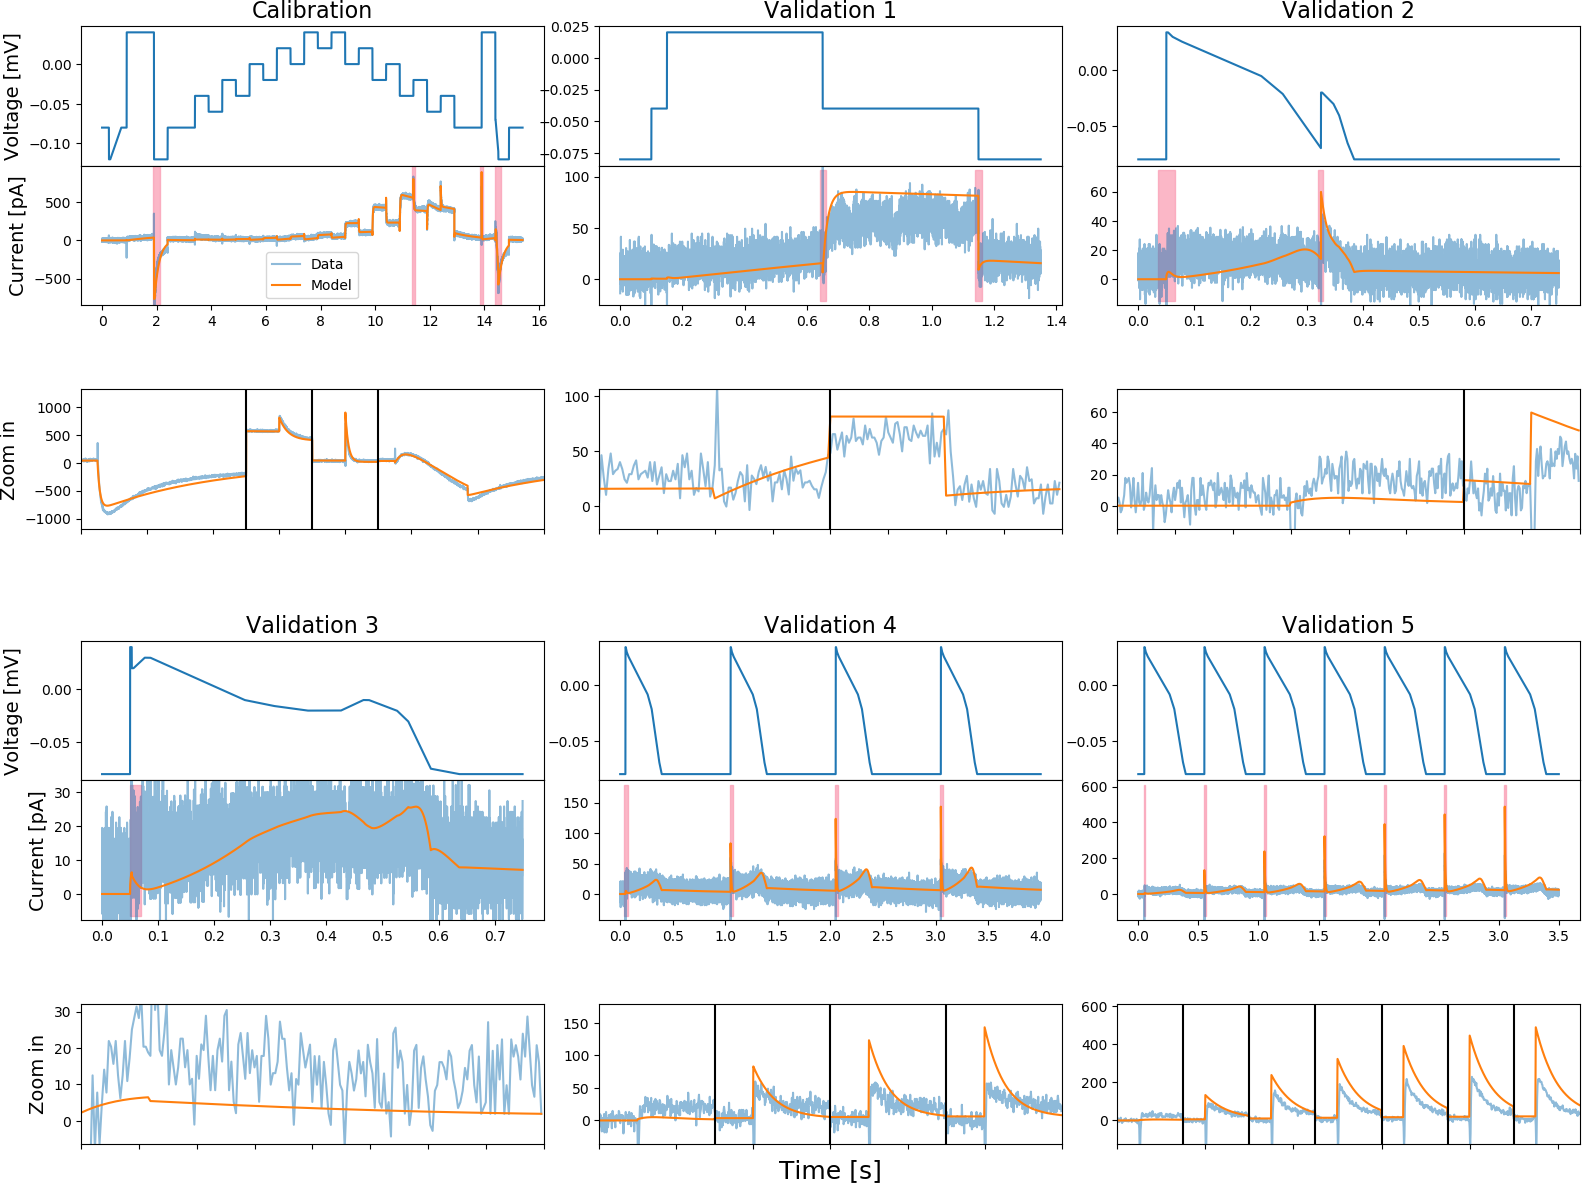 Calibration
Validation 1
Validation 2
Voltage [mV]
0.00
−0.05
−0.10
0.025
0.000
−0.025
−0.050
−0.075
0.00
−0.05
Current [pA]
500
0
−500
Data
Model
100
50
0
60
40
20
0
0 2 4 6 8 10 12 14 16
0.0 0.2 0.4 0.6 0.8 1.0 1.2 1.4
0.0 0.1 0.2 0.3 0.4 0.5 0.6 0.7
Zoom in
1000
500
0
−500
−1000
100
50
0
60
40
20
0
Validation 3
Validation 4
Validation 5
Voltage [mV]
0.00
−0.05
0.00
−0.05
0.00
−0.05
Current [pA]
30
20
10
0
150
100
50
0
600
400
200
0
0.0 0.1 0.2 0.3 0.4 0.5 0.6 0.7
0.0 0.5 1.0 1.5 2.0 2.5 3.0 3.5 4.0
0.0 0.5 1.0 1.5 2.0 2.5 3.0 3.5
Zoom in
30
20
10
0
150
100
50
0
600
400
200
0
Time [s]